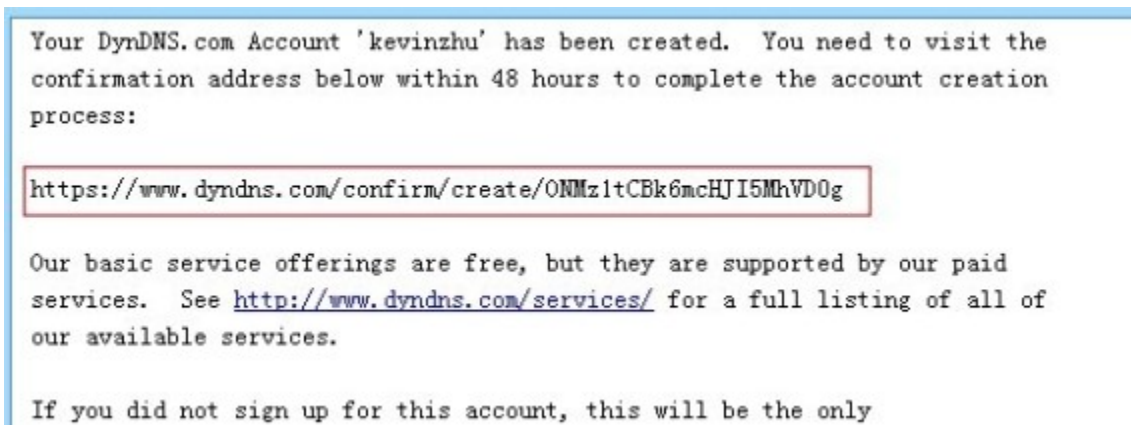 Your DynDNS.com Account 'kevinzhu' has been created.  You need to visit the
confirmation address below within 48 hours to complete the account creation
process:
https://www.dyndns.com/confirm/create/ONMz1tCBk6mcHJI5MhVD0g
Our basic service offerings are free, but they are supported by our paid
services.  See http://www.dyndns.com/services/ for a full listing of all of
our available services.
If you did not sign up for this account, this will be the only